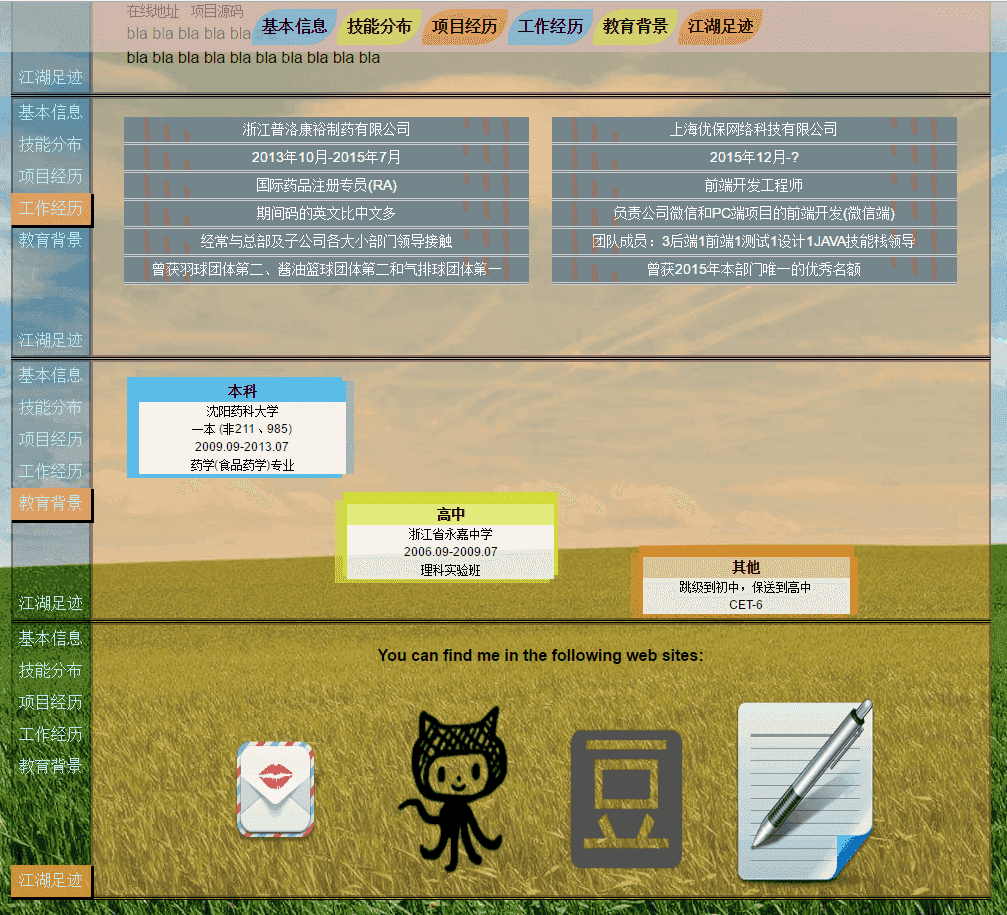 在线地址 项目源码
bla bla bla bla bla
基本信息 技能分布 项目经历 工作经历 教育背景 江湖足迹
bla bla bla bla bla bla bla bla bla bla
江湖足迹
基本信息
技能分布
项目经历
工作经历
教育背景
江湖足迹
浙江普洛康裕制药有限公司
2013年10月-2015年7月
国际药品注册专员(RA)
期间码的英文比中文多
经常与总部及子公司各大小部门领导接触
曾获羽球团体第二、酱油篮球团体第二和气排球团体第一
上海优保网络科技有限公司
2015年12月-?
前端开发工程师
负责公司微信和PC端项目的前端开发(微信端)
团队成员：3后端1前端1测试1设计1JAVA技能栈领导
曾获2015年本部门唯一的优秀名额
基本信息
技能分布
项目经历
工作经历
教育背景
江湖足迹
本科
沈阳药科大学
一本 (非211、985)
2009.09-2013.07
药学(食品药学)专业
高中
浙江省永嘉中学
2006.09-2009.07
理科实验班
其他
跳级到初中，保送到高中
CET-6
基本信息
技能分布
项目经历
工作经历
教育背景
江湖足迹
You can find me in the following web sites:
豆